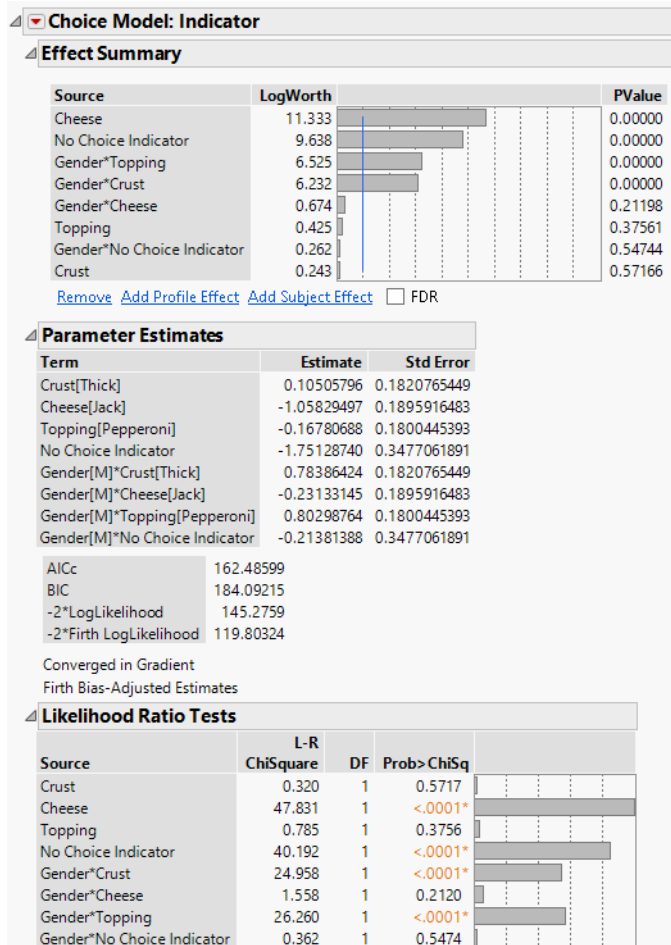 Choice Model: Indicator
Effect Summary
Source LogWorth PValue
Cheese 11.333 0.00000
No Choice Indicator 9.638 0.00000
Gender*Topping 6.525 0.00000
Gender*Crust 6.232 0.00000
Gender*Cheese 0.674 0.21198
Topping 0.425 0.37561
Gender*No Choice Indicator 0.262 0.54744
Crust 0.243 0.57166
Remove Add Profile Effect Add Subject Effect FDR
Parameter Estimates
Term Estimate Std Error
Crust[Thick] 0.10505796 0.1820765449
Cheese[Jack] -1.05829497 0.1895916483
Topping[Pepperoni] -0.16780688 0.1800445393
No Choice Indicator -1.75128740 0.3477061891
Gender[M]*Crust[Thick] 0.78386424 0.1820765449
Gender[M]*Cheese[Jack] -0.23133145 0.1895916483
Gender[M]*Topping[Pepperoni] 0.80298764 0.1800445393
Gender[M]*No Choice Indicator -0.21381388 0.3477061891
AICc 162.48599
BIC 184.09215
-2*LogLikelihood 145.2759
-2*Firth LogLikelihood 119.80324
Converged in Gradient
Firth Bias-Adjusted Estimates
Likelihood Ratio Tests
L-R
Source ChiSquare DF Prob>ChiSq
Crust 0.320 1 0.5717
Cheese 47.831 1 <.0001*
Topping 0.785 1 0.3756
No Choice Indicator 40.192 1 <.0001*
Gender*Crust 24.958 1 <.0001*
Gender*Cheese 1.558 1 0.2120
Gender*Topping 26.260 1 <.0001*
Gender*No Choice Indicator 0.362 1 0.5474